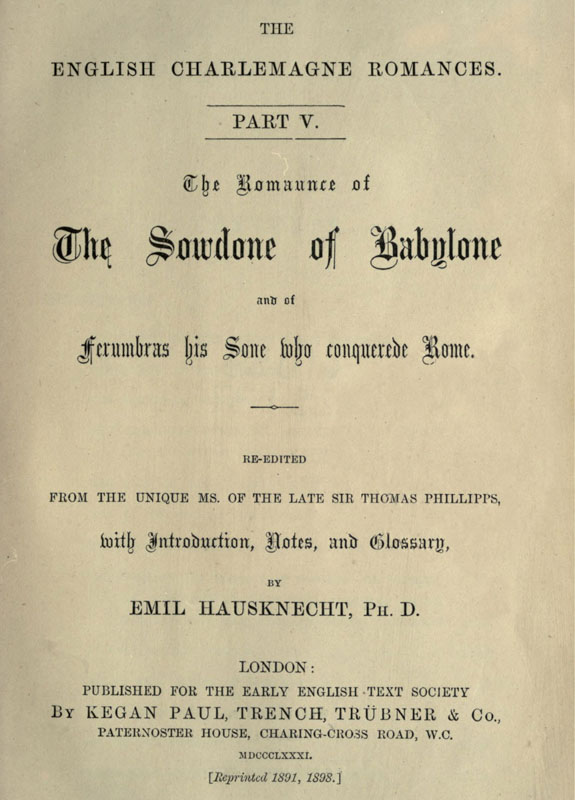 THE
ENGLISH CHARLEMAGNE ROMANCES.
PART V.
The Romaunce of
The Sowdone of Babylone
and of
Ferumbras his Sone who conquerede Rome.
RE-EDITED
FROM THE UNIQUE MS. OF THE LATE SIR THOMAS PHILLIPPS,
with Introduction, Notes, and Glossary,
BY
EMIL HAUSKNECHT, PH. D.
LONDON:
PUBLISHED FOR THE EARLY ENGLISH TEXT SOCIETY
BY KEGAN PAUL, TRENCH, TRÜBNER & Co.,
PATERNOSTER HOUSE, CHARING-CROSS ROAD, W.C.
MDCCCLXXXI.
[Reprinted 1891, 1898.]